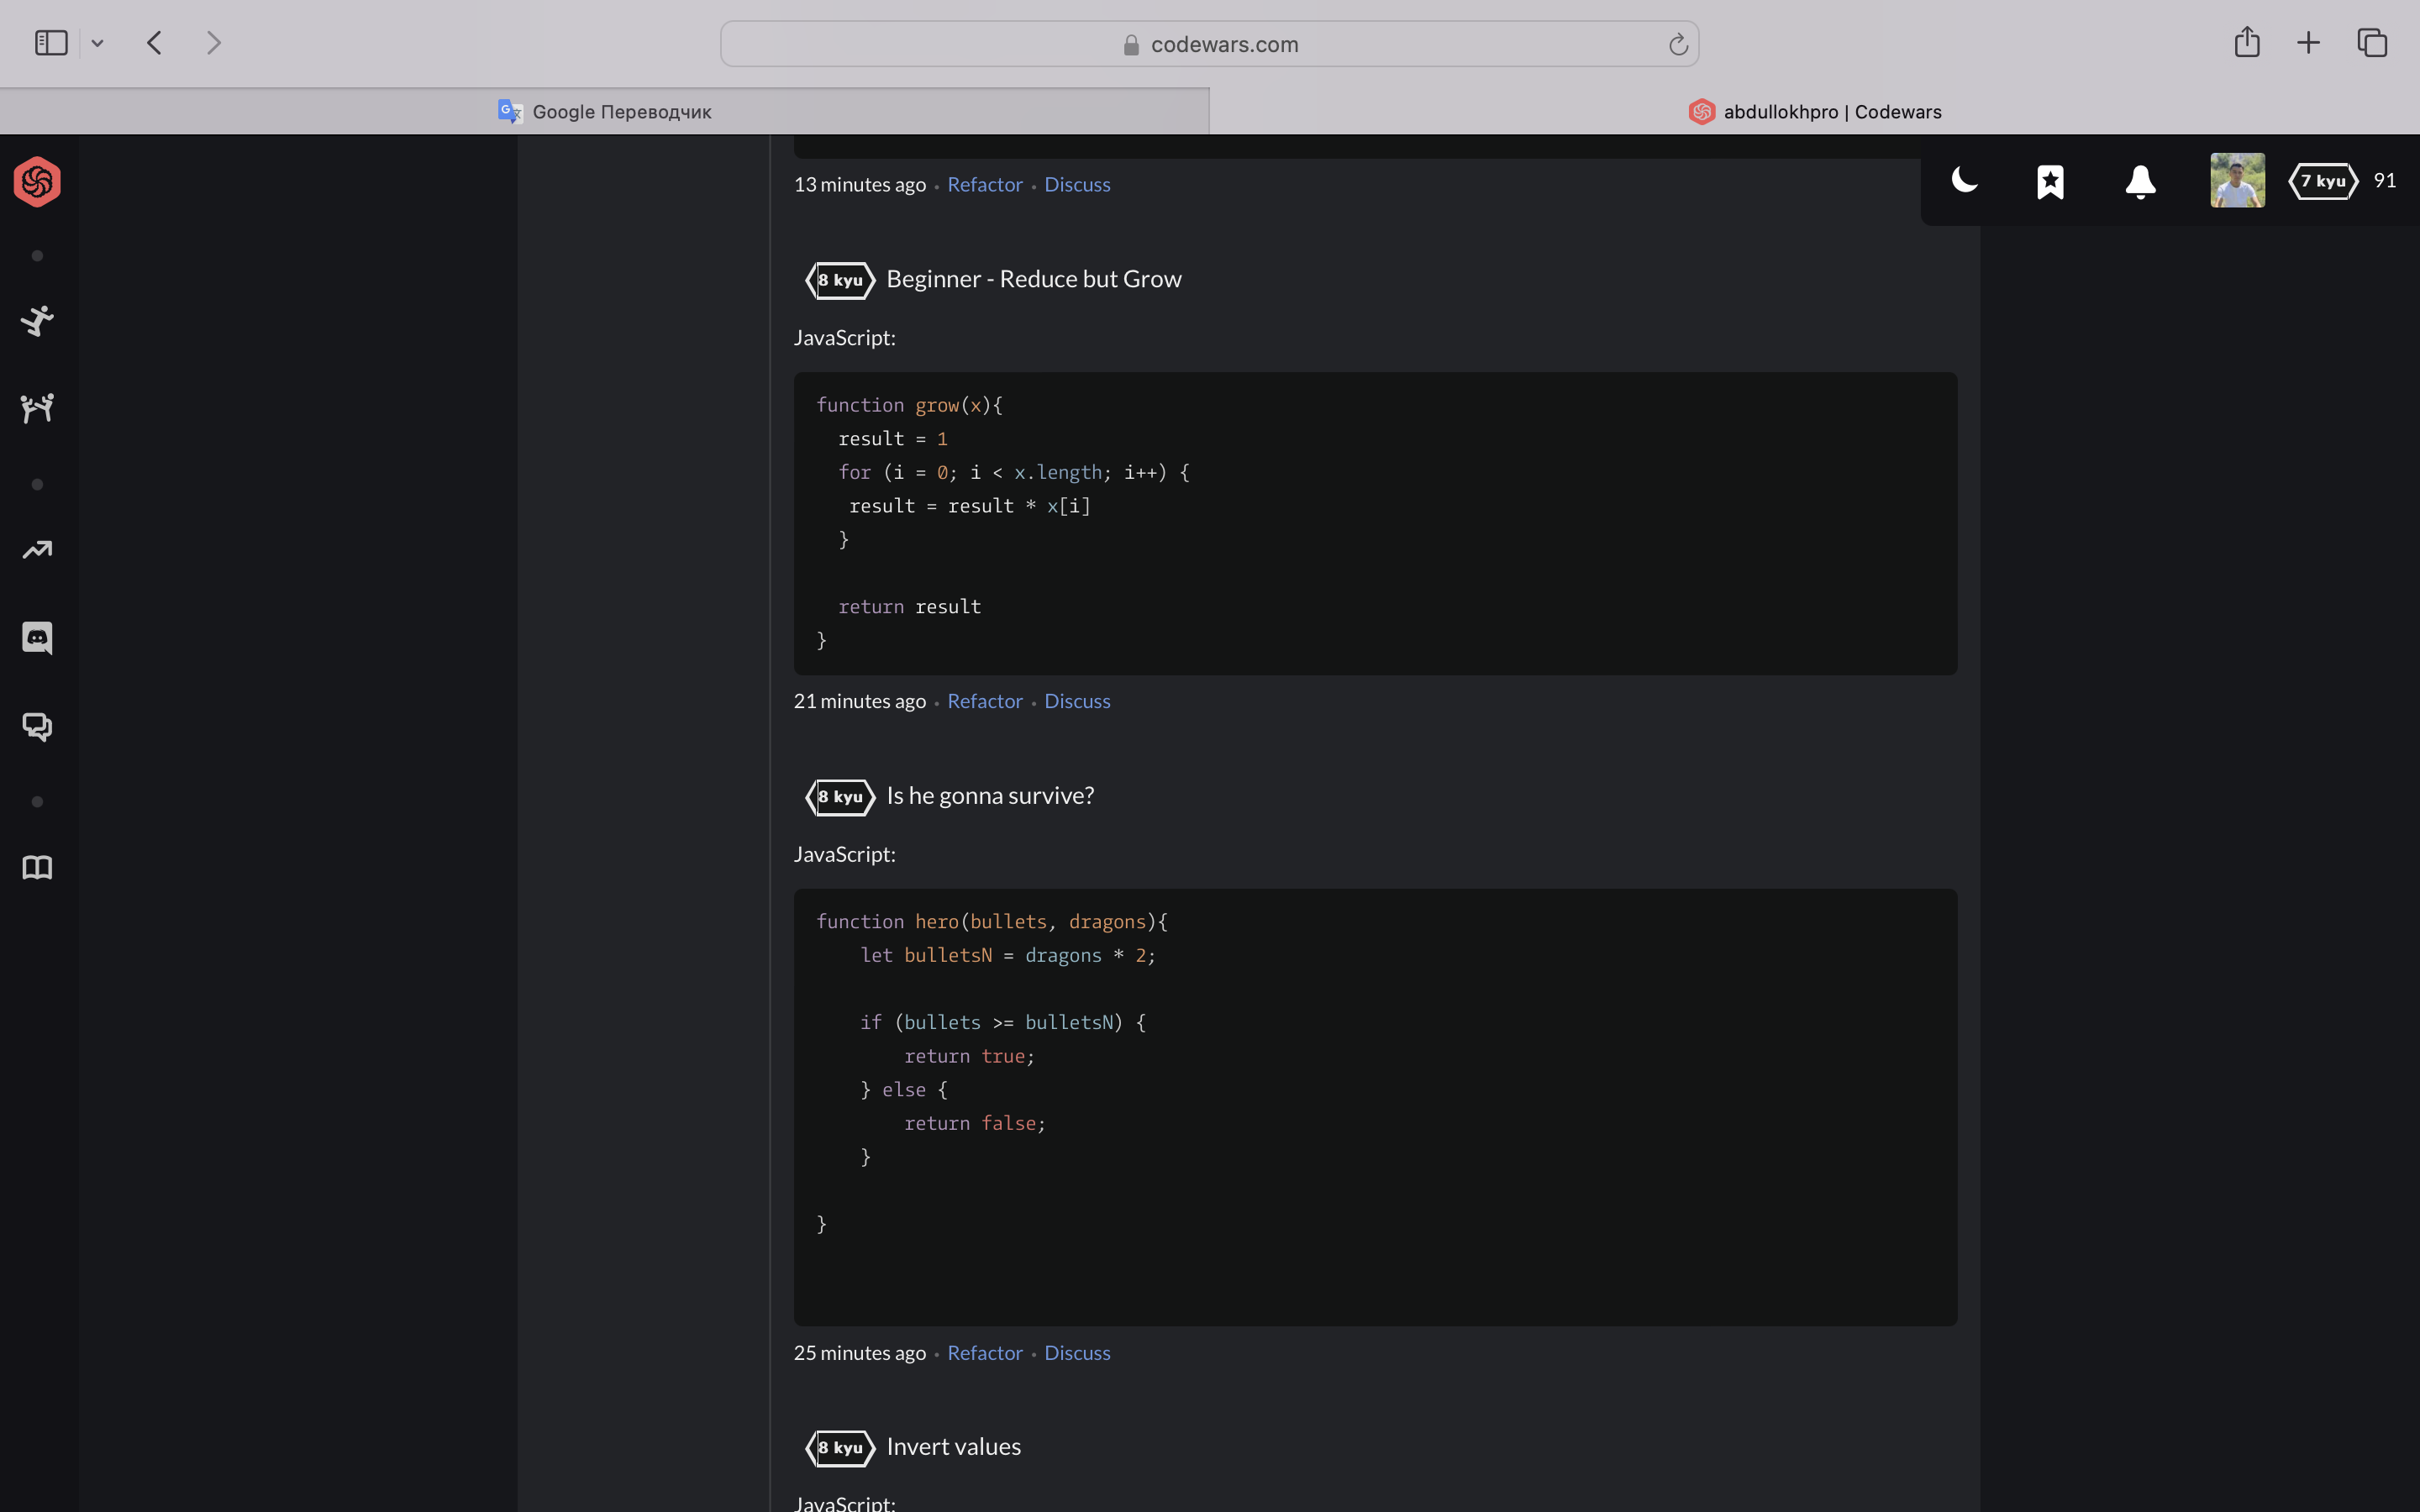 codewars.com
Google Переводчик
abdullokhpro | Codewars
7 kyu 91
13 minutes ago • Refactor • Discuss
8 kyu Beginner - Reduce but Grow
JavaScript:
function grow(x){
  result = 1
  for (i = 0; i < x.length; i++) {
   result = result * x[i]
  }
  return result
}
21 minutes ago • Refactor • Discuss
8 kyu Is he gonna survive?
JavaScript:
function hero(bullets, dragons){
    let bulletsN = dragons * 2;
    if (bullets >= bulletsN) {
        return true;
    } else {
        return false;
    }
}
25 minutes ago • Refactor • Discuss
8 kyu Invert values
JavaScript: